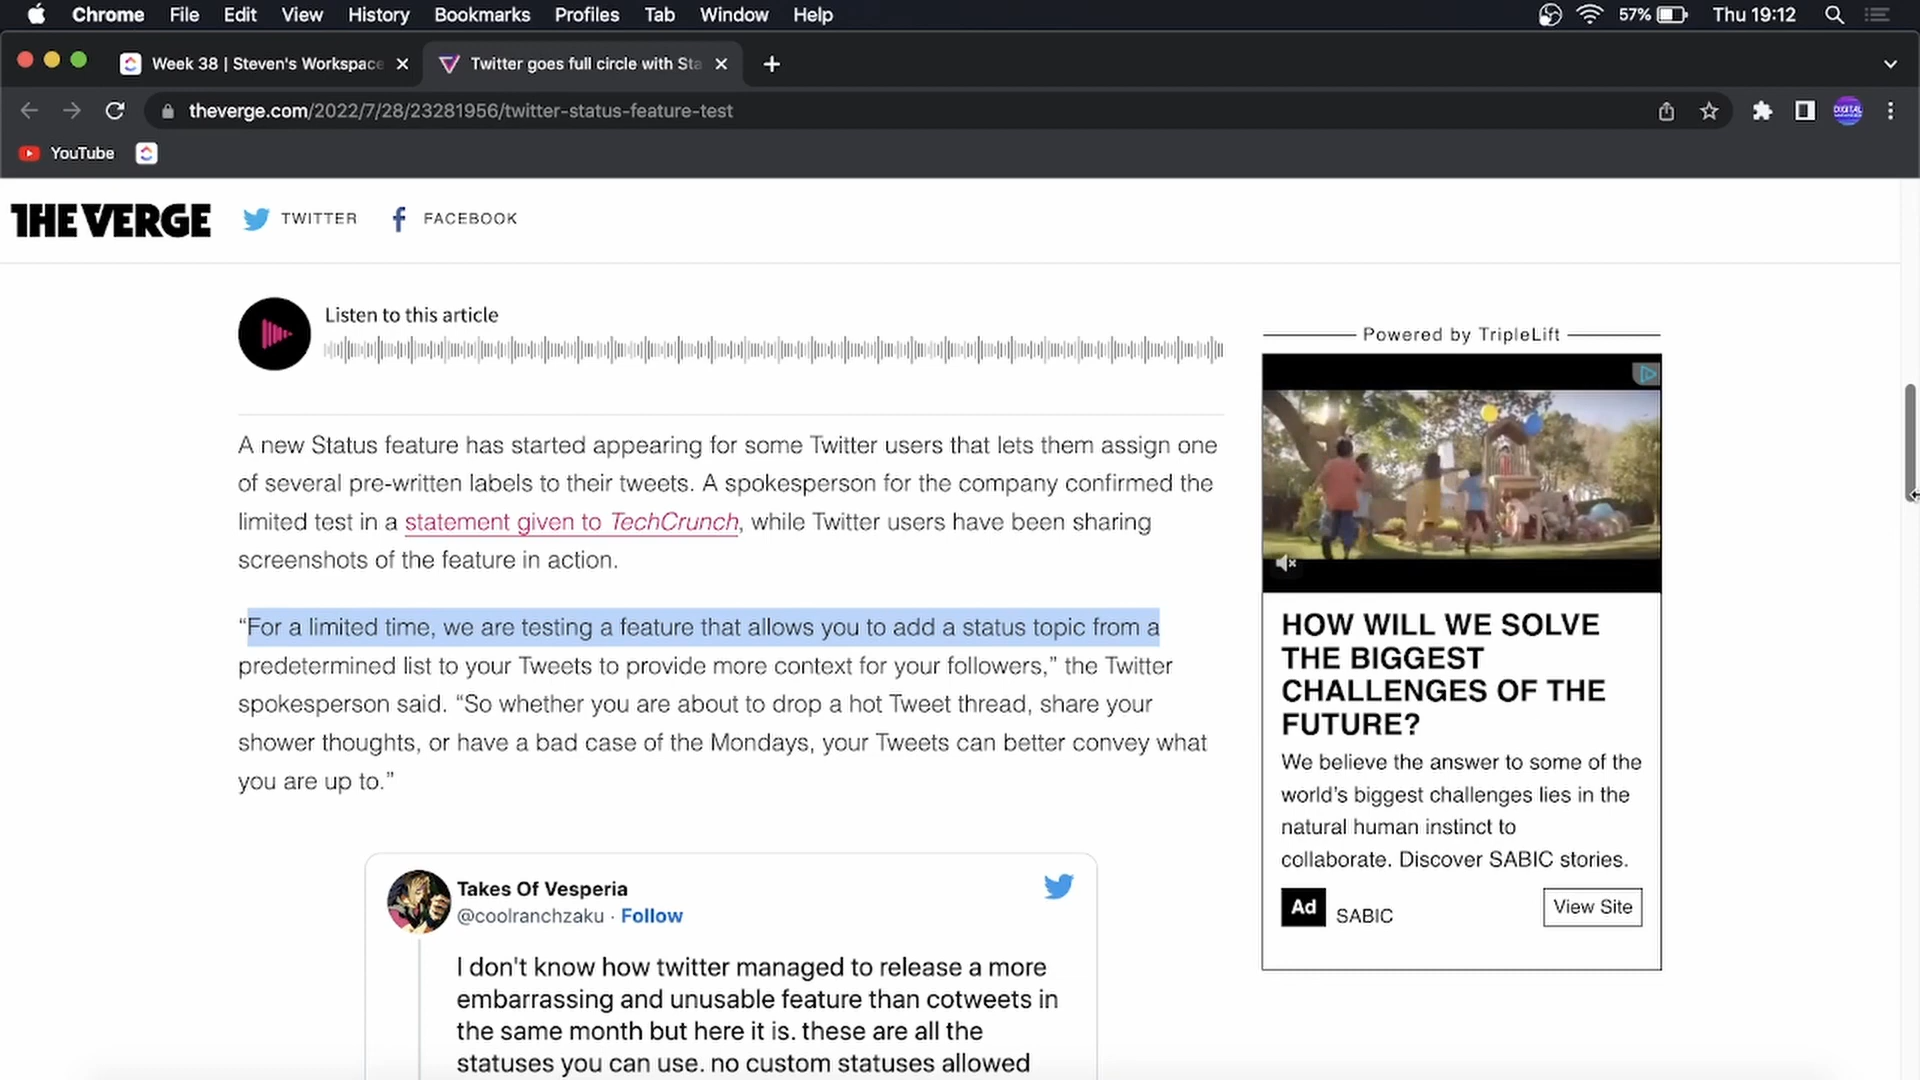 Chrome File Edit View History Bookmarks Profiles Tab Window Help 57% Thu 19:12
Week 38 | Steven's Workspace Twitter goes full circle with Sta
theverge.com/2022/7/28/23281956/twitter-status-feature-test
YouTube
THE VERGE TWITTER FACEBOOK
Listen to this article
A new Status feature has started appearing for some Twitter users that lets them assign one
of several pre-written labels to their tweets. A spokesperson for the company confirmed the
limited test in a statement given to TechCrunch, while Twitter users have been sharing
screenshots of the feature in action.
“For a limited time, we are testing a feature that allows you to add a status topic from a
predetermined list to your Tweets to provide more context for your followers,” the Twitter
spokesperson said. “So whether you are about to drop a hot Tweet thread, share your
shower thoughts, or have a bad case of the Mondays, your Tweets can better convey what
you are up to.”
Takes Of Vesperia
@coolranchzaku · Follow
I don't know how twitter managed to release a more
embarrassing and unusable feature than cotweets in
the same month but here it is. these are all the
statuses you can use. no custom statuses allowed
Powered by TripleLift
HOW WILL WE SOLVE
THE BIGGEST
CHALLENGES OF THE
FUTURE?
We believe the answer to some of the
world's biggest challenges lies in the
natural human instinct to
collaborate. Discover SABIC stories.
Ad SABIC View Site